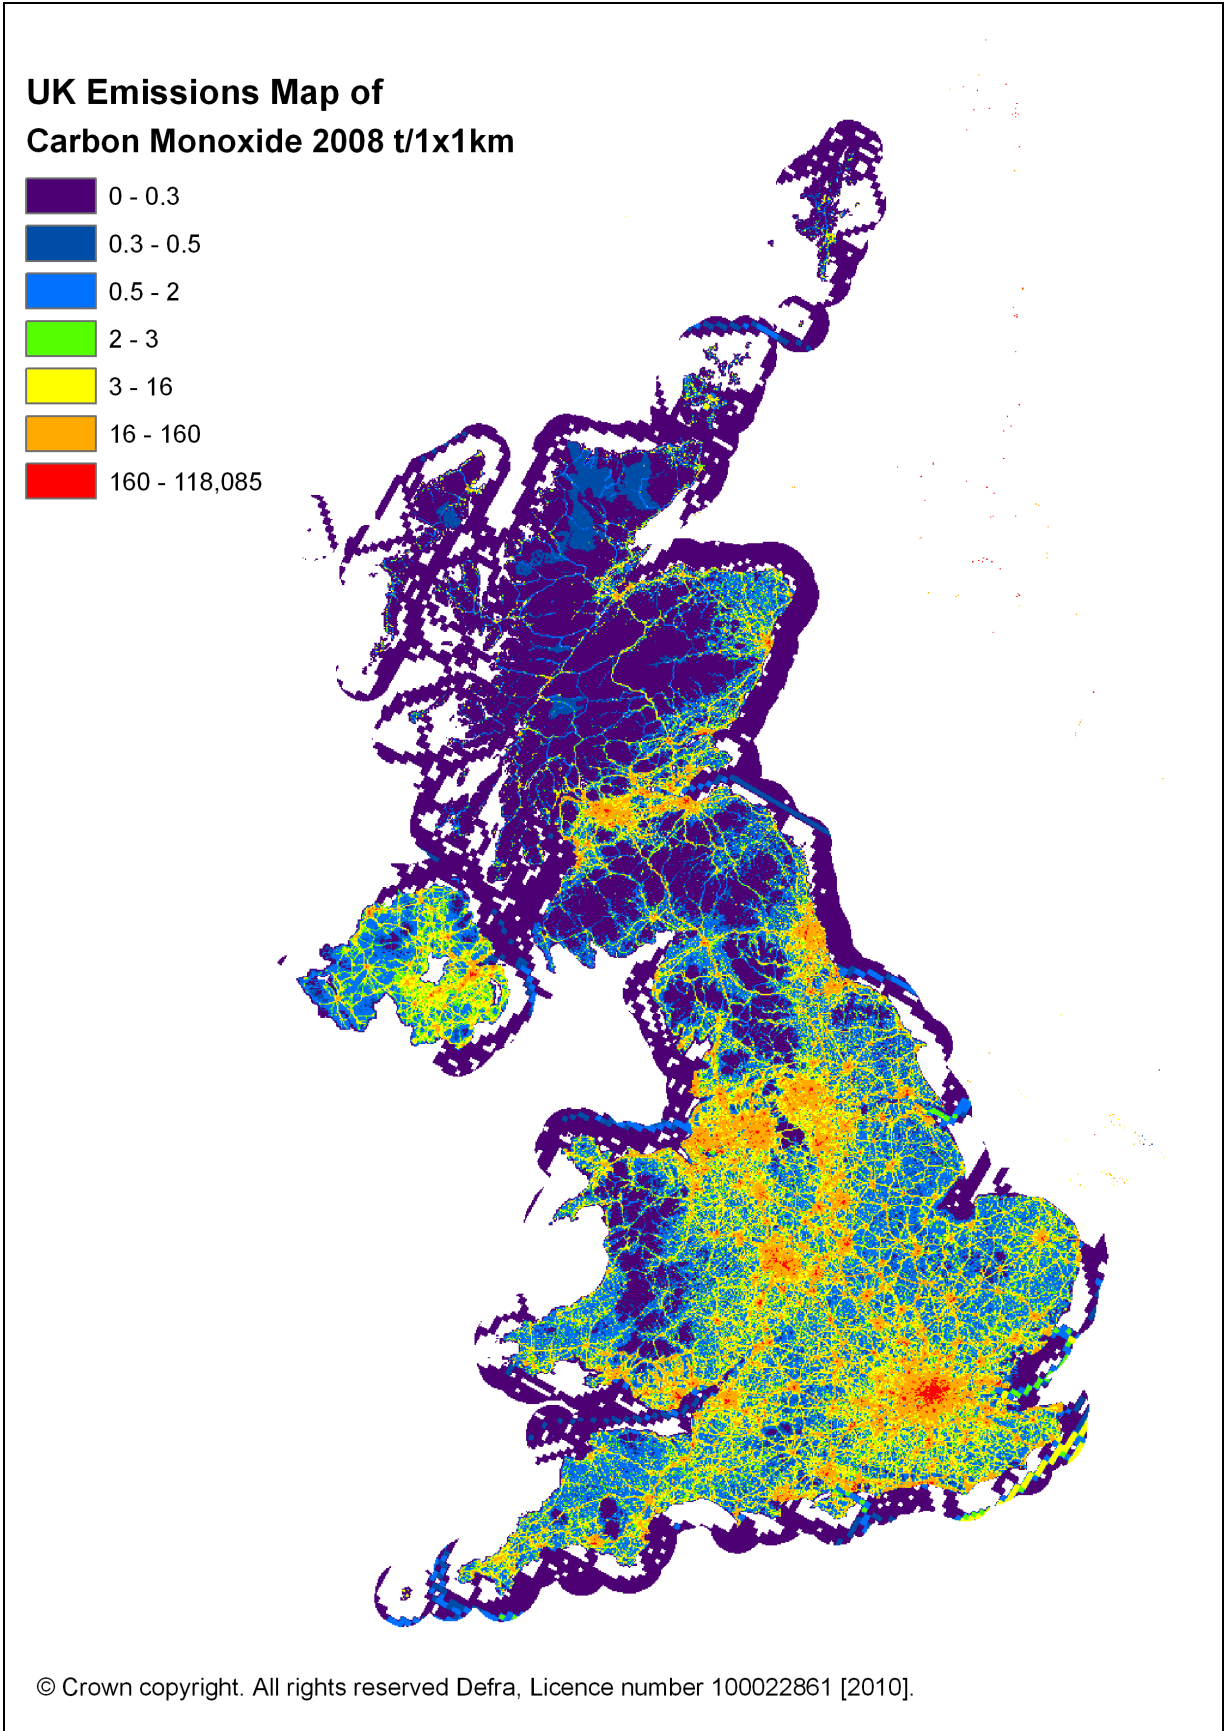 UK Emissions Map of
Carbon Monoxide 2008 t/1x1km
0 - 0.3
0.3 - 0.5
0.5 - 2
2 - 3
3 - 16
16 - 160
160 - 118,085
© Crown copyright. All rights reserved Defra, Licence number 100022861 [2010].